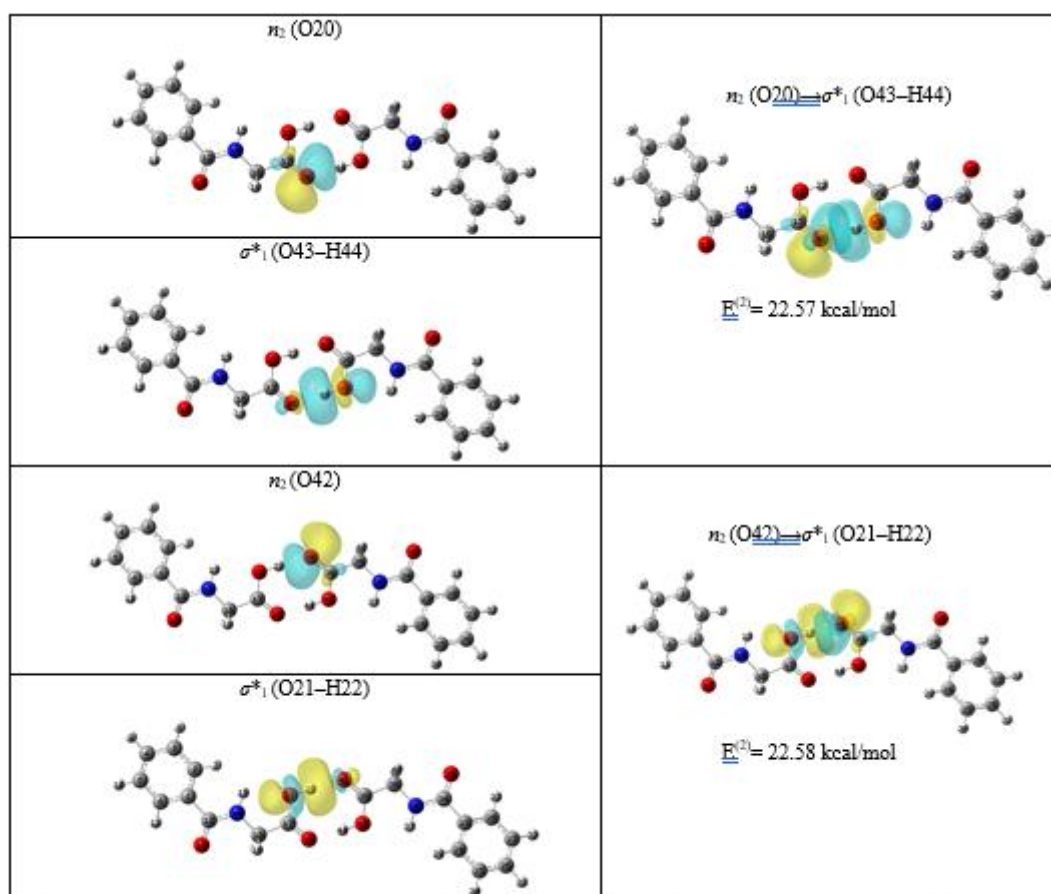 n₂ (O20)
n₂ (O20)→σ*₁ (O43–H44)
E⁽²⁾= 22.57 kcal/mol
σ*₁ (O43–H44)
n₂ (O42)
n₂ (O42)→σ*₁ (O21–H22)
E⁽²⁾= 22.58 kcal/mol
σ*₁ (O21–H22)